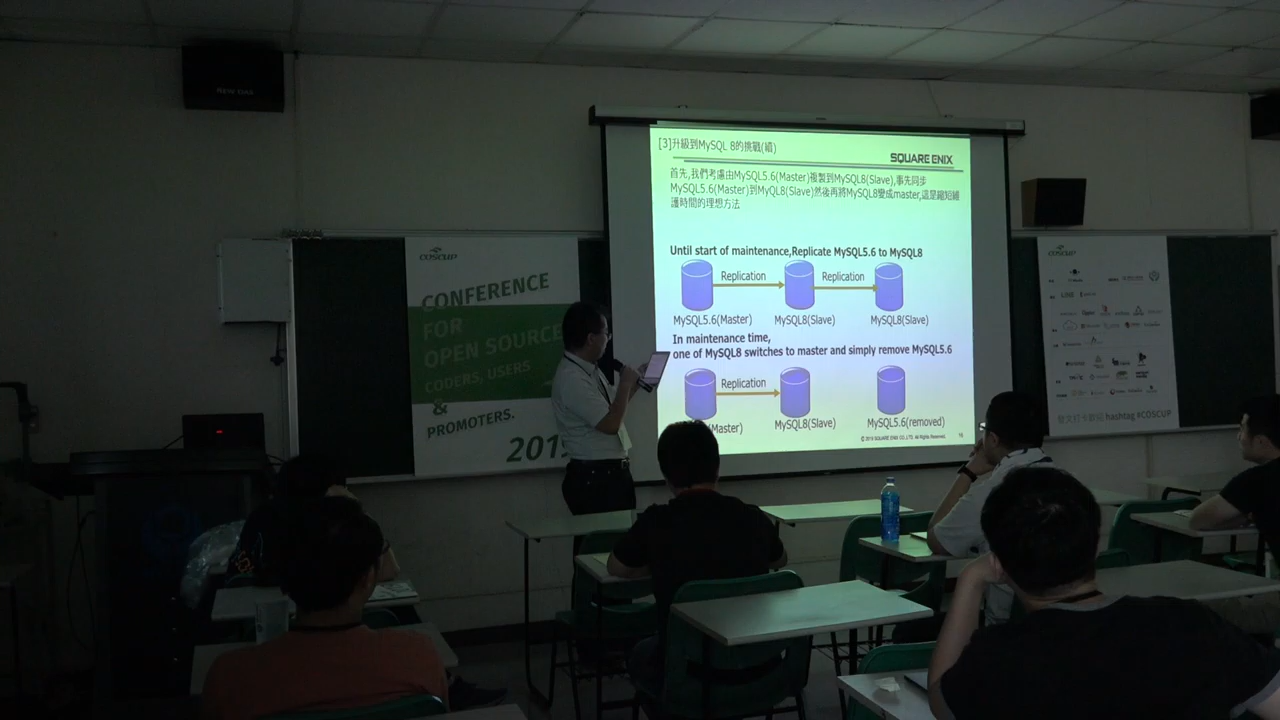 [3]升級到MySQL 8的挑戰(續)
SQUARE ENIX
首先,我們考慮由MySQL5.6(Master)複製到MySQL8(Slave),事先同步
MySQL5.6(Master)到MyQL8(Slave)然後再將MySQL8變成master,這是縮短維
護時間的理想方法
Until start of maintenance,Replicate MySQL5.6 to MySQL8
Replication
Replication
MySQL5.6(Master)
MySQL8(Slave)
MySQL8(Slave)
In maintenance time,
one of MySQL8 switches to master and simply remove MySQL5.6
Replication
(Master)
MySQL8(Slave)
MySQL5.6(removed)
COSCUP
CONFERENCE
FOR
OPEN SOURCE
CODERS, USERS
&
PROMOTERS.
2019
COSCUP
LINE
hashtag #COSCUP